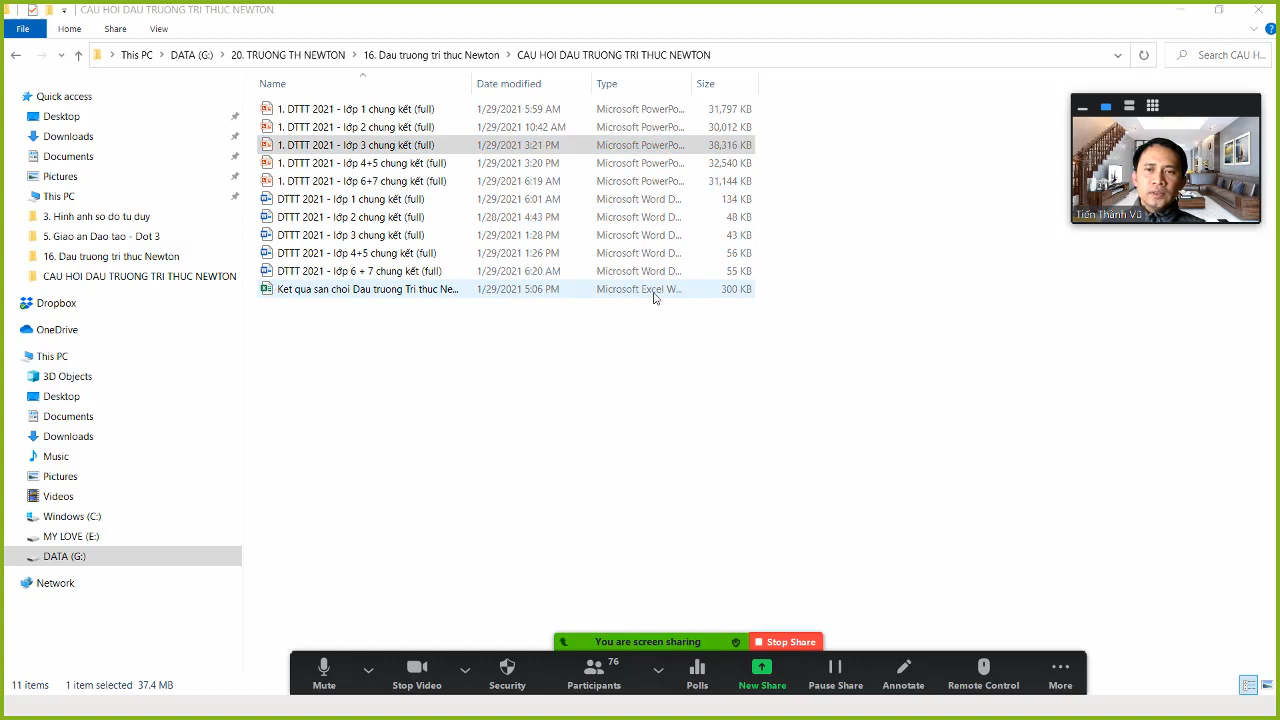 CAU HOI DAU TRUONG TRI THUC NEWTON
File Home Share View
This PC DATA (G:) 20. TRUONG TH NEWTON 16. Dau truong tri thuc Newton CAU HOI DAU TRUONG TRI THUC NEWTON Search CAU H...
Name Date modified Type Size
1. DTTT 2021 - lớp 1 chung kết (full) 1/29/2021 5:59 AM Microsoft PowerPo... 31,797 KB
1. DTTT 2021 - lớp 2 chung kết (full) 1/29/2021 10:42 AM Microsoft PowerPo... 30,012 KB
1. DTTT 2021 - lớp 3 chung kết (full) 1/29/2021 3:21 PM Microsoft PowerPo... 38,316 KB
1. DTTT 2021 - lớp 4+5 chung kết (full) 1/29/2021 3:20 PM Microsoft PowerPo... 32,540 KB
1. DTTT 2021 - lớp 6+7 chung kết (full) 1/29/2021 6:19 AM Microsoft PowerPo... 31,144 KB
DTTT 2021 - lớp 1 chung kết (full) 1/29/2021 6:01 AM Microsoft Word D... 134 KB
DTTT 2021 - lớp 2 chung kết (full) 1/28/2021 4:43 PM Microsoft Word D... 48 KB
DTTT 2021 - lớp 3 chung kết (full) 1/29/2021 1:28 PM Microsoft Word D... 43 KB
DTTT 2021 - lớp 4+5 chung kết (full) 1/29/2021 1:26 PM Microsoft Word D... 56 KB
DTTT 2021 - lớp 6 + 7 chung kết (full) 1/29/2021 6:20 AM Microsoft Word D... 55 KB
Ket qua san choi Dau truong Tri thuc Ne... 1/29/2021 5:06 PM Microsoft Excel W... 300 KB
Quick access
Desktop
Downloads
Documents
Pictures
This PC
3. Hinh anh so do tu duy
5. Giao an Dao tao - Dot 3
16. Dau truong tri thuc Newton
CAU HOI DAU TRUONG TRI THUC NEWTON
Dropbox
OneDrive
This PC
3D Objects
Desktop
Documents
Downloads
Music
Pictures
Videos
Windows (C:)
MY LOVE (E:)
DATA (G:)
Network
Tiến Thành Vũ
You are screen sharing Stop Share
76
Mute Stop Video Security Participants Polls New Share Pause Share Annotate Remote Control More
11 items 1 item selected 37.4 MB